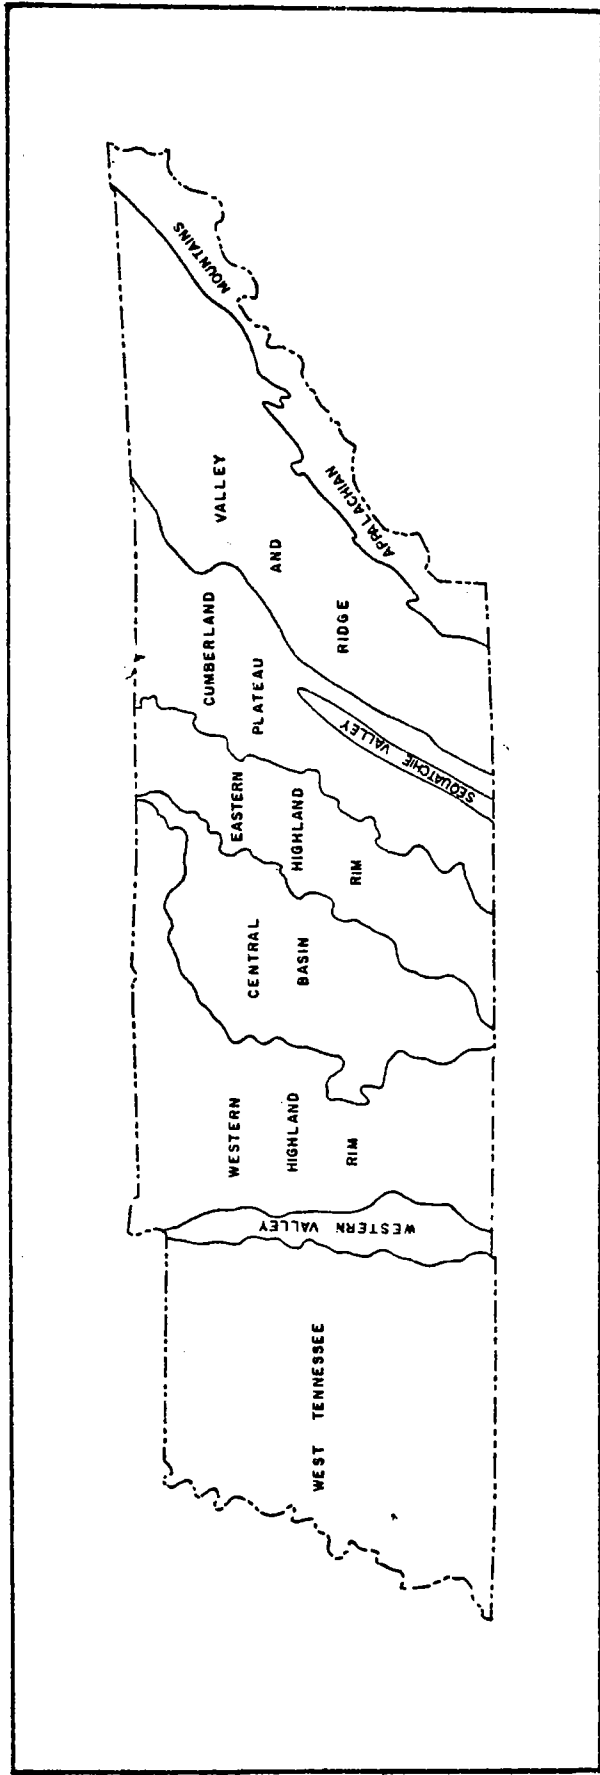 WEST TENNESSEE
WESTERN VALLEY
WESTERN
HIGHLAND
RIM
CENTRAL
BASIN
EASTERN
HIGHLAND
RIM
CUMBERLAND
PLATEAU
SEQUATCHIE VALLEY
VALLEY
AND
RIDGE
APPALACHIAN
MOUNTAINS